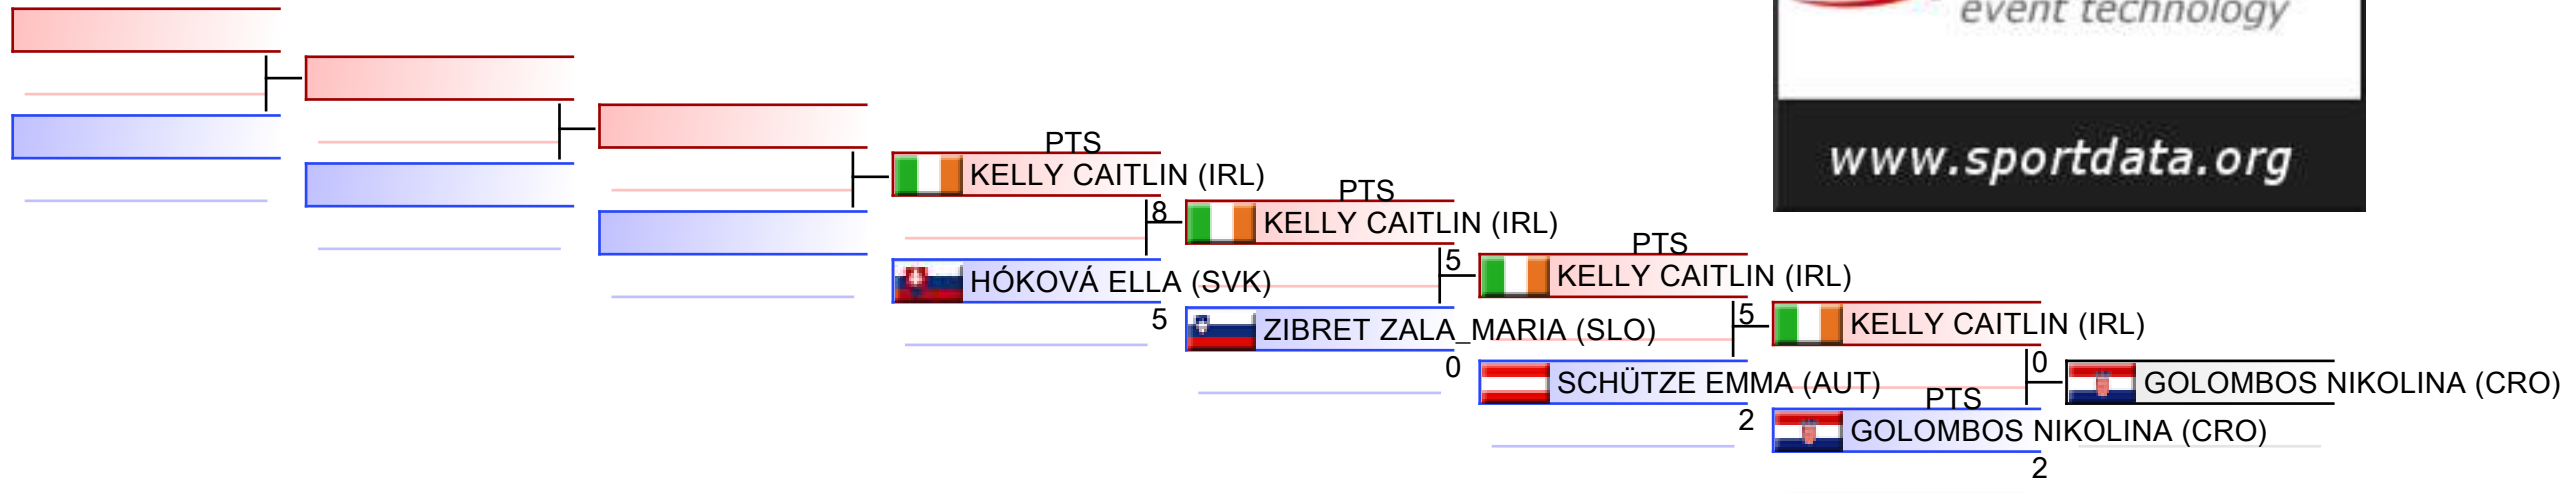 event technology
www.sportdata.org
PTS
KELLY CAITLIN (IRL)
8
HÓKOVÁ ELLA (SVK)
5
PTS
KELLY CAITLIN (IRL)
5
ZIBRET ZALA_MARIA (SLO)
0
PTS
KELLY CAITLIN (IRL)
5
SCHÜTZE EMMA (AUT)
2
KELLY CAITLIN (IRL)
0
PTS
GOLOMBOS NIKOLINA (CRO)
2
GOLOMBOS NIKOLINA (CRO)